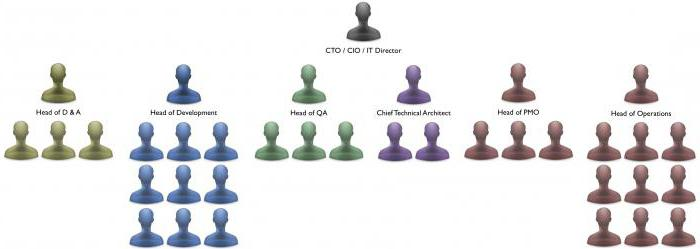 CTO / CIO / IT Director
Head of D & A
Head of Development
Head of QA
Chief Technical Architect
Head of PMO
Head of Operations